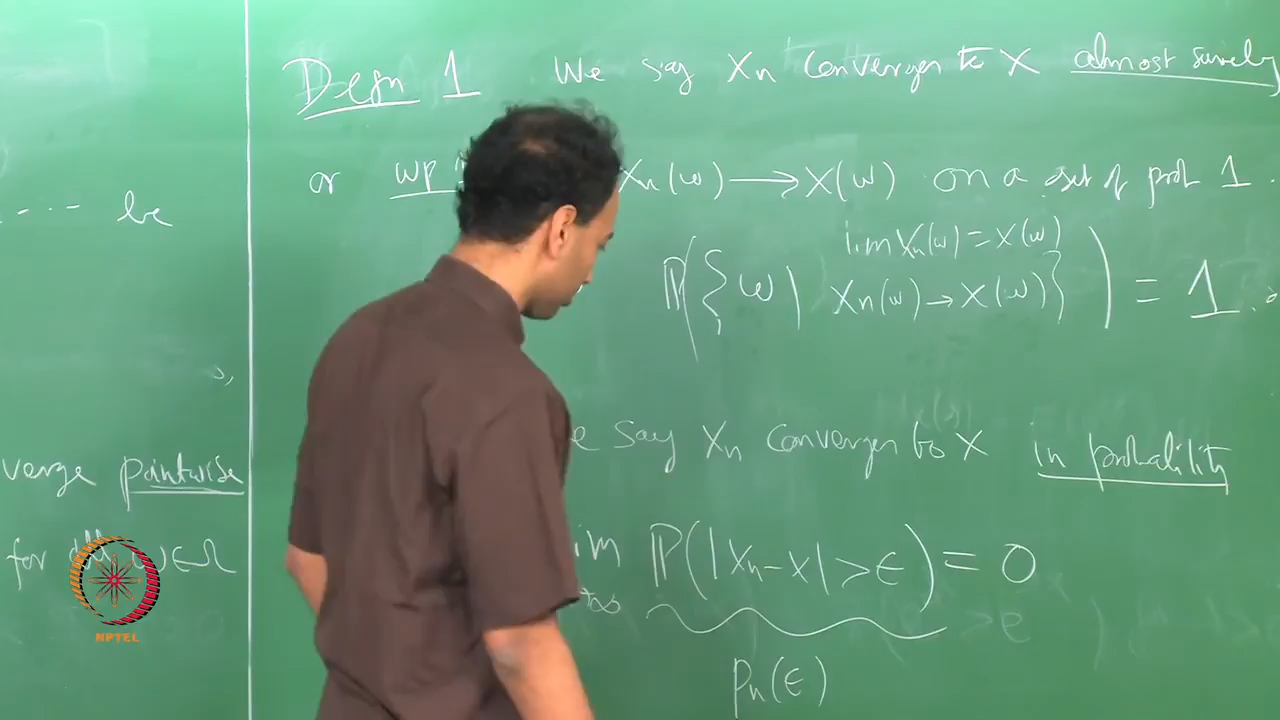 --- be
verge pointwise
for all ω∈Ω
Defn 1 We say Xn converges to X almost surely
or wp 1 Xn(ω) ⟶ X(ω) on a set of prob 1.
lim Xn(ω) = X(ω)
ℙ({ω| Xn(ω) → X(ω)}) = 1.
e say Xn converges to X in probability
im ℙ(|Xn-X| > ϵ) = 0
→∞
pn(ϵ)
NPTEL